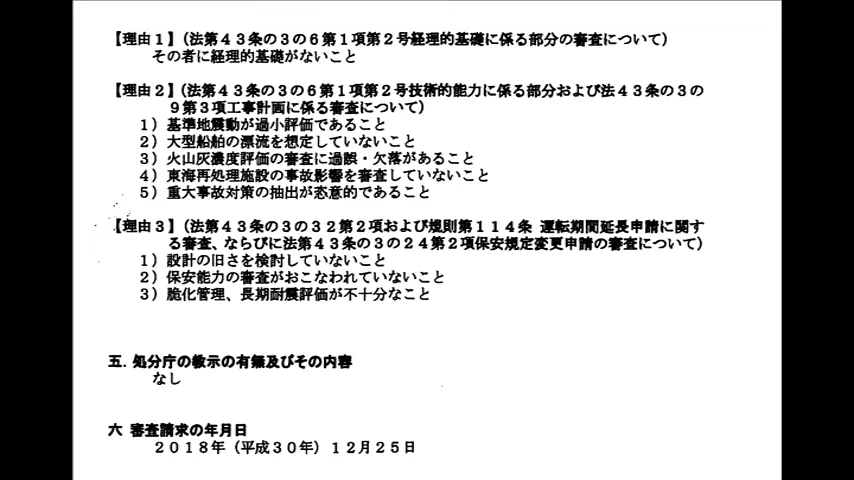 【理由１】（法第４３条の３の６第１項第２号経理的基礎に係る部分の審査について）
その者に経理的基礎がないこと
【理由２】（法第４３条の３の６第１項第２号技術的能力に係る部分および法４３条の３の
９第３項工事計画に係る審査について）
１）基準地震動が過小評価であること
２）大型船舶の漂流を想定していないこと
３）火山灰濃度評価の審査に過誤・欠落があること
４）東海再処理施設の事故影響を審査していないこと
５）重大事故対策の抽出が恣意的であること
【理由３】（法第４３条の３の３２第２項および規則第１１４条 運転期間延長申請に関す
る審査、ならびに法第４３条の３の２４第２項保安規定変更申請の審査について）
１）設計の旧さを検討していないこと
２）保安能力の審査がおこなわれていないこと
３）脆化管理、長期耐震評価が不十分なこと
五．処分庁の教示の有無及びその内容
なし
六 審査請求の年月日
２０１８年（平成３０年）１２月２５日